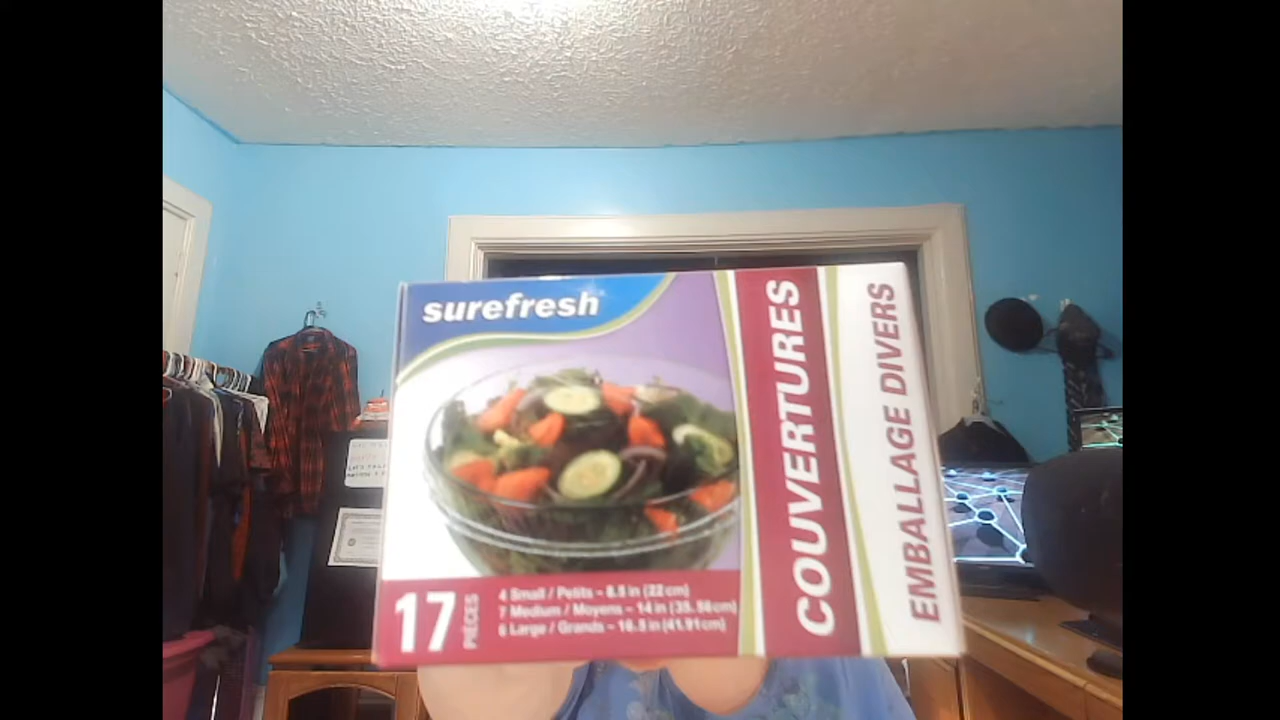 surefresh
17
PIÈCES
4 Small / Petits – 8.5 in (22 cm)
7 Medium / Moyens – 14 in (35.56 cm)
6 Large / Grands – 16.5 in (41.91 cm)
COUVERTURES
EMBALLAGE DIVERS